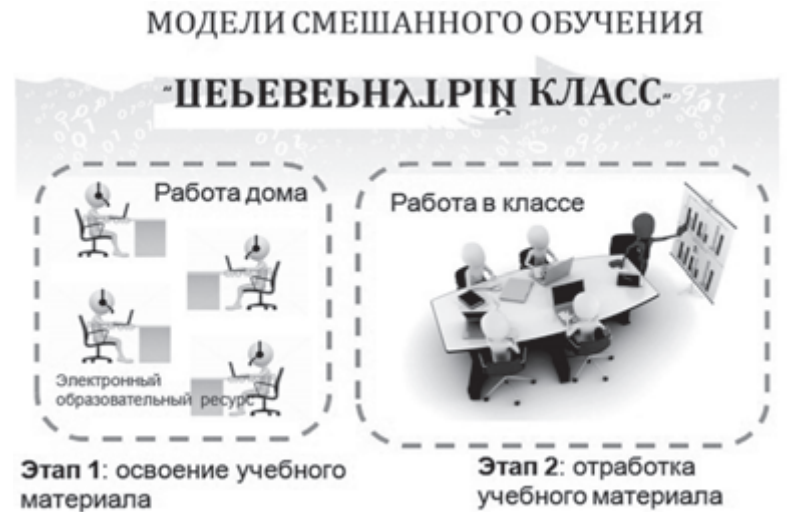 МОДЕЛИ СМЕШАННОГО ОБУЧЕНИЯ
"ПЕРЕВЕРНУТЫЙ КЛАСС"
Работа дома
Работа в классе
Электронный
образовательный ресурс
Этап 1: освоение учебного
материала
Этап 2: отработка
учебного материала